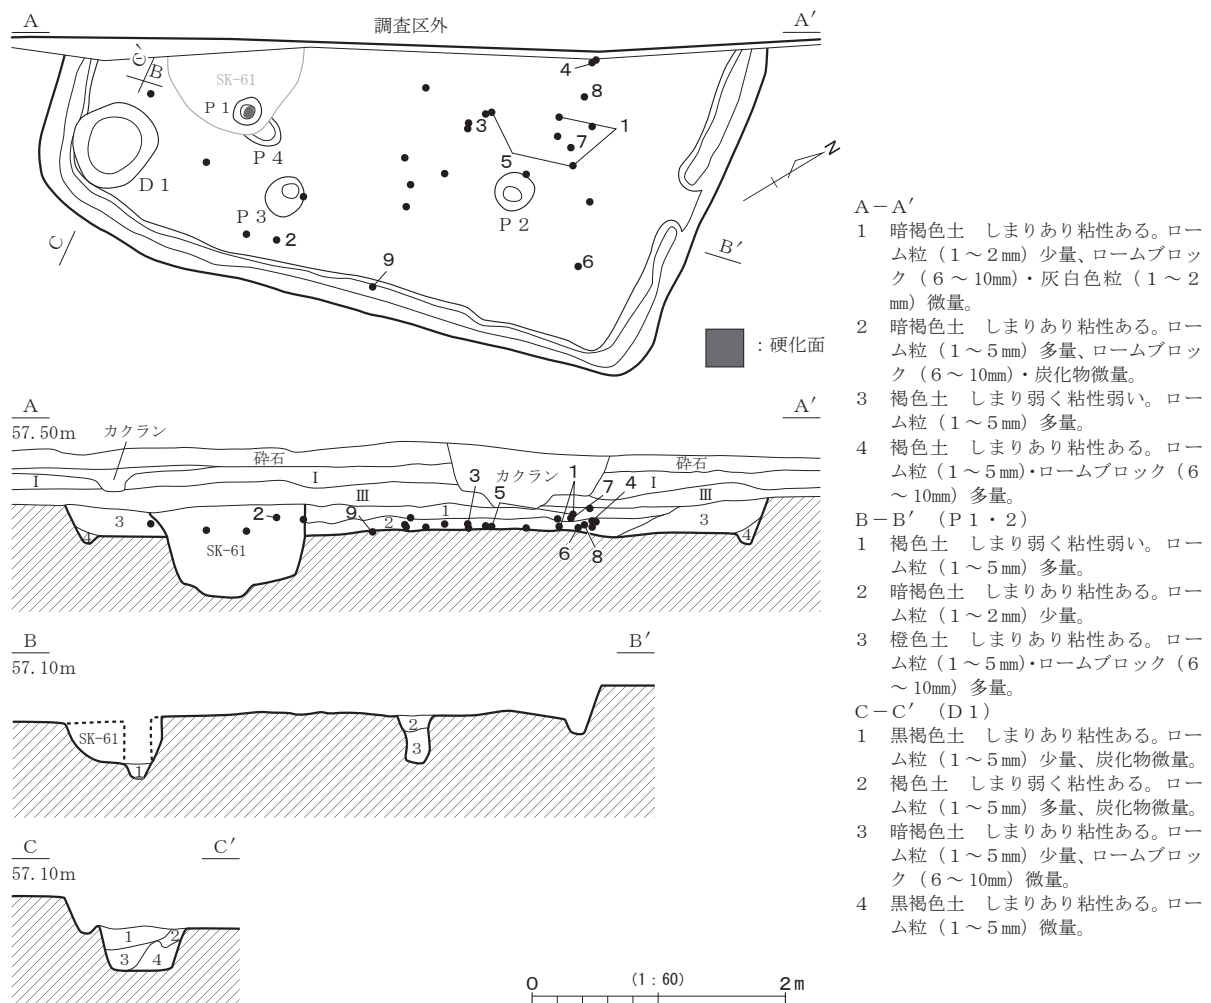 A
調査区外
A′
C′
B
SK-61
P 1
P 4
D 1
P 3
2
C
9
4
8
3
1
7
5
P 2
6
B′
N
：硬化面
A
57.50m
A′
カクラン
砕石
Ⅰ
Ⅰ
Ⅲ
カクラン
砕石
Ⅰ
Ⅲ
3
4
2
SK-61
9
2
1
3
5
1
7
4
6
8
3
4
B
57.10m
B′
SK-61
1
2
3
C
57.10m
C′
1
2
3
4
0
(1：60)
2m
A－A′
1　暗褐色土　しまりあり粘性ある。ロー
ム粒（１～２㎜）少量、ロームブロッ
ク（６～10㎜）・灰白色粒（１～２
㎜）微量。
2　暗褐色土　しまりあり粘性ある。ロー
ム粒（１～５㎜）多量、ロームブロッ
ク（６～10㎜）・炭化物微量。
3　褐色土　しまり弱く粘性弱い。ロー
ム粒（１～５㎜）多量。
4　褐色土　しまりあり粘性ある。ロー
ム粒（１～５㎜）・ロームブロック（６
～10㎜）多量。
B－B′（P１・２）
1　褐色土　しまり弱く粘性弱い。ロー
ム粒（１～５㎜）多量。
2　暗褐色土　しまりあり粘性ある。ロー
ム粒（１～２㎜）少量。
3　橙色土　しまりあり粘性ある。ロー
ム粒（１～５㎜）・ロームブロック（６
～10㎜）多量。
C－C′（D１）
1　黒褐色土　しまりあり粘性ある。ロー
ム粒（１～５㎜）少量、炭化物微量。
2　褐色土　しまり弱く粘性ある。ロー
ム粒（１～５㎜）多量、炭化物微量。
3　暗褐色土　しまりあり粘性ある。ロー
ム粒（１～５㎜）少量、ロームブロッ
ク（６～10㎜）微量。
4　黒褐色土　しまりあり粘性ある。ロー
ム粒（１～５㎜）微量。